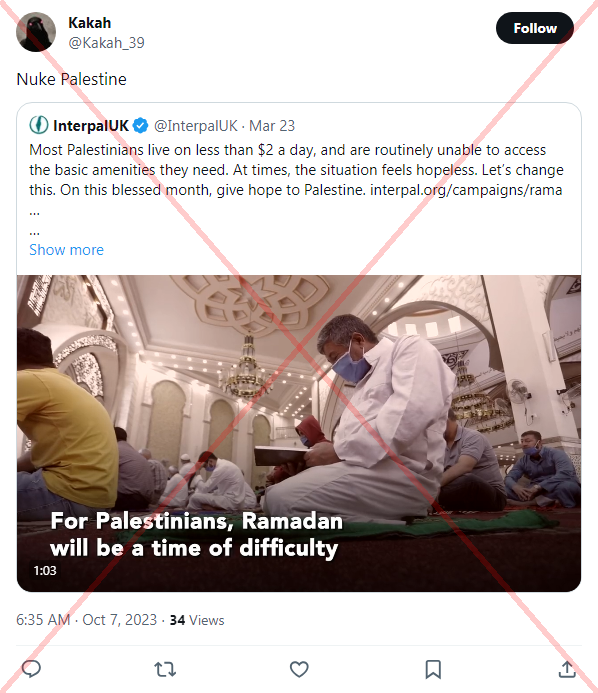 Kakah
@Kakah_39
Follow
Nuke Palestine
InterpalUK @InterpalUK · Mar 23
Most Palestinians live on less than $2 a day, and are routinely unable to access
the basic amenities they need. At times, the situation feels hopeless. Let's change
this. On this blessed month, give hope to Palestine. interpal.org/campaigns/rama
...
...
Show more
For Palestinians, Ramadan
will be a time of difficulty
1:03
6:35 AM · Oct 7, 2023 · 34 Views